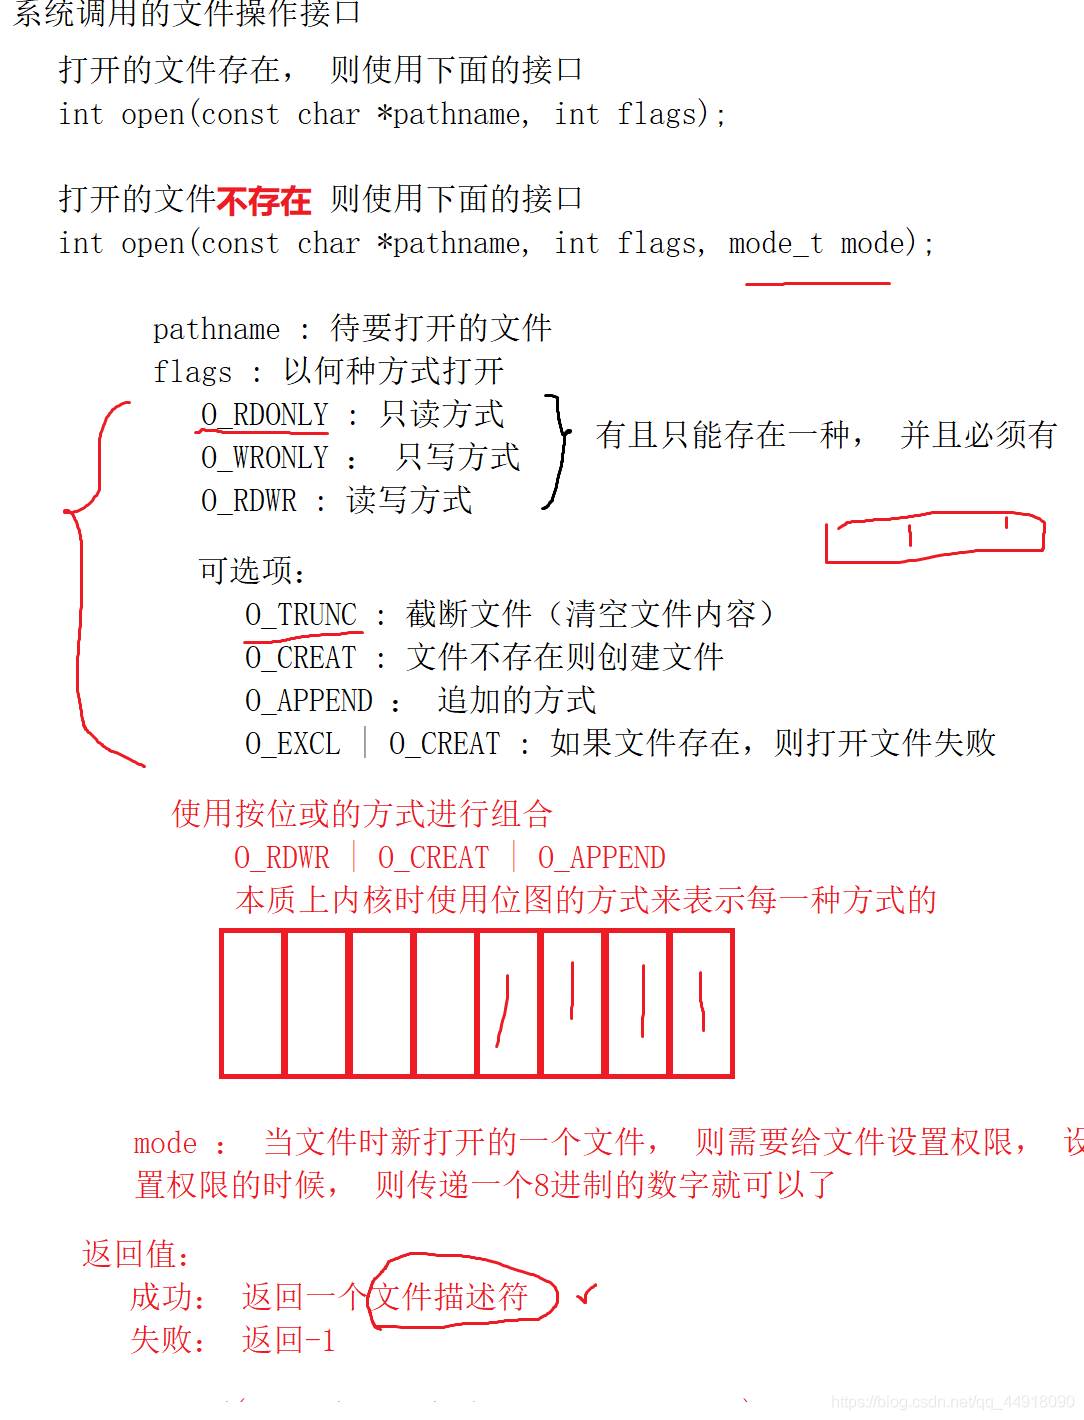 系统调用的文件操作接口
打开的文件存在， 则使用下面的接口
int open(const char *pathname, int flags);
打开的文件不存在 则使用下面的接口
int open(const char *pathname, int flags, mode_t mode);
pathname : 待要打开的文件
flags : 以何种方式打开
O_RDONLY : 只读方式
有且只能存在一种， 并且必须有
O_WRONLY ： 只写方式
O_RDWR : 读写方式
可选项：
O_TRUNC : 截断文件（清空文件内容）
O_CREAT : 文件不存在则创建文件
O_APPEND ： 追加的方式
O_EXCL | O_CREAT : 如果文件存在，则打开文件失败
使用按位或的方式进行组合
O_RDWR | O_CREAT | O_APPEND
本质上内核时使用位图的方式来表示每一种方式的
mode ： 当文件时新打开的一个文件， 则需要给文件设置权限， 设
置权限的时候， 则传递一个8进制的数字就可以了
返回值：
成功： 返回一个文件描述符
失败： 返回-1
https://blog.csdn.net/qq_44918090